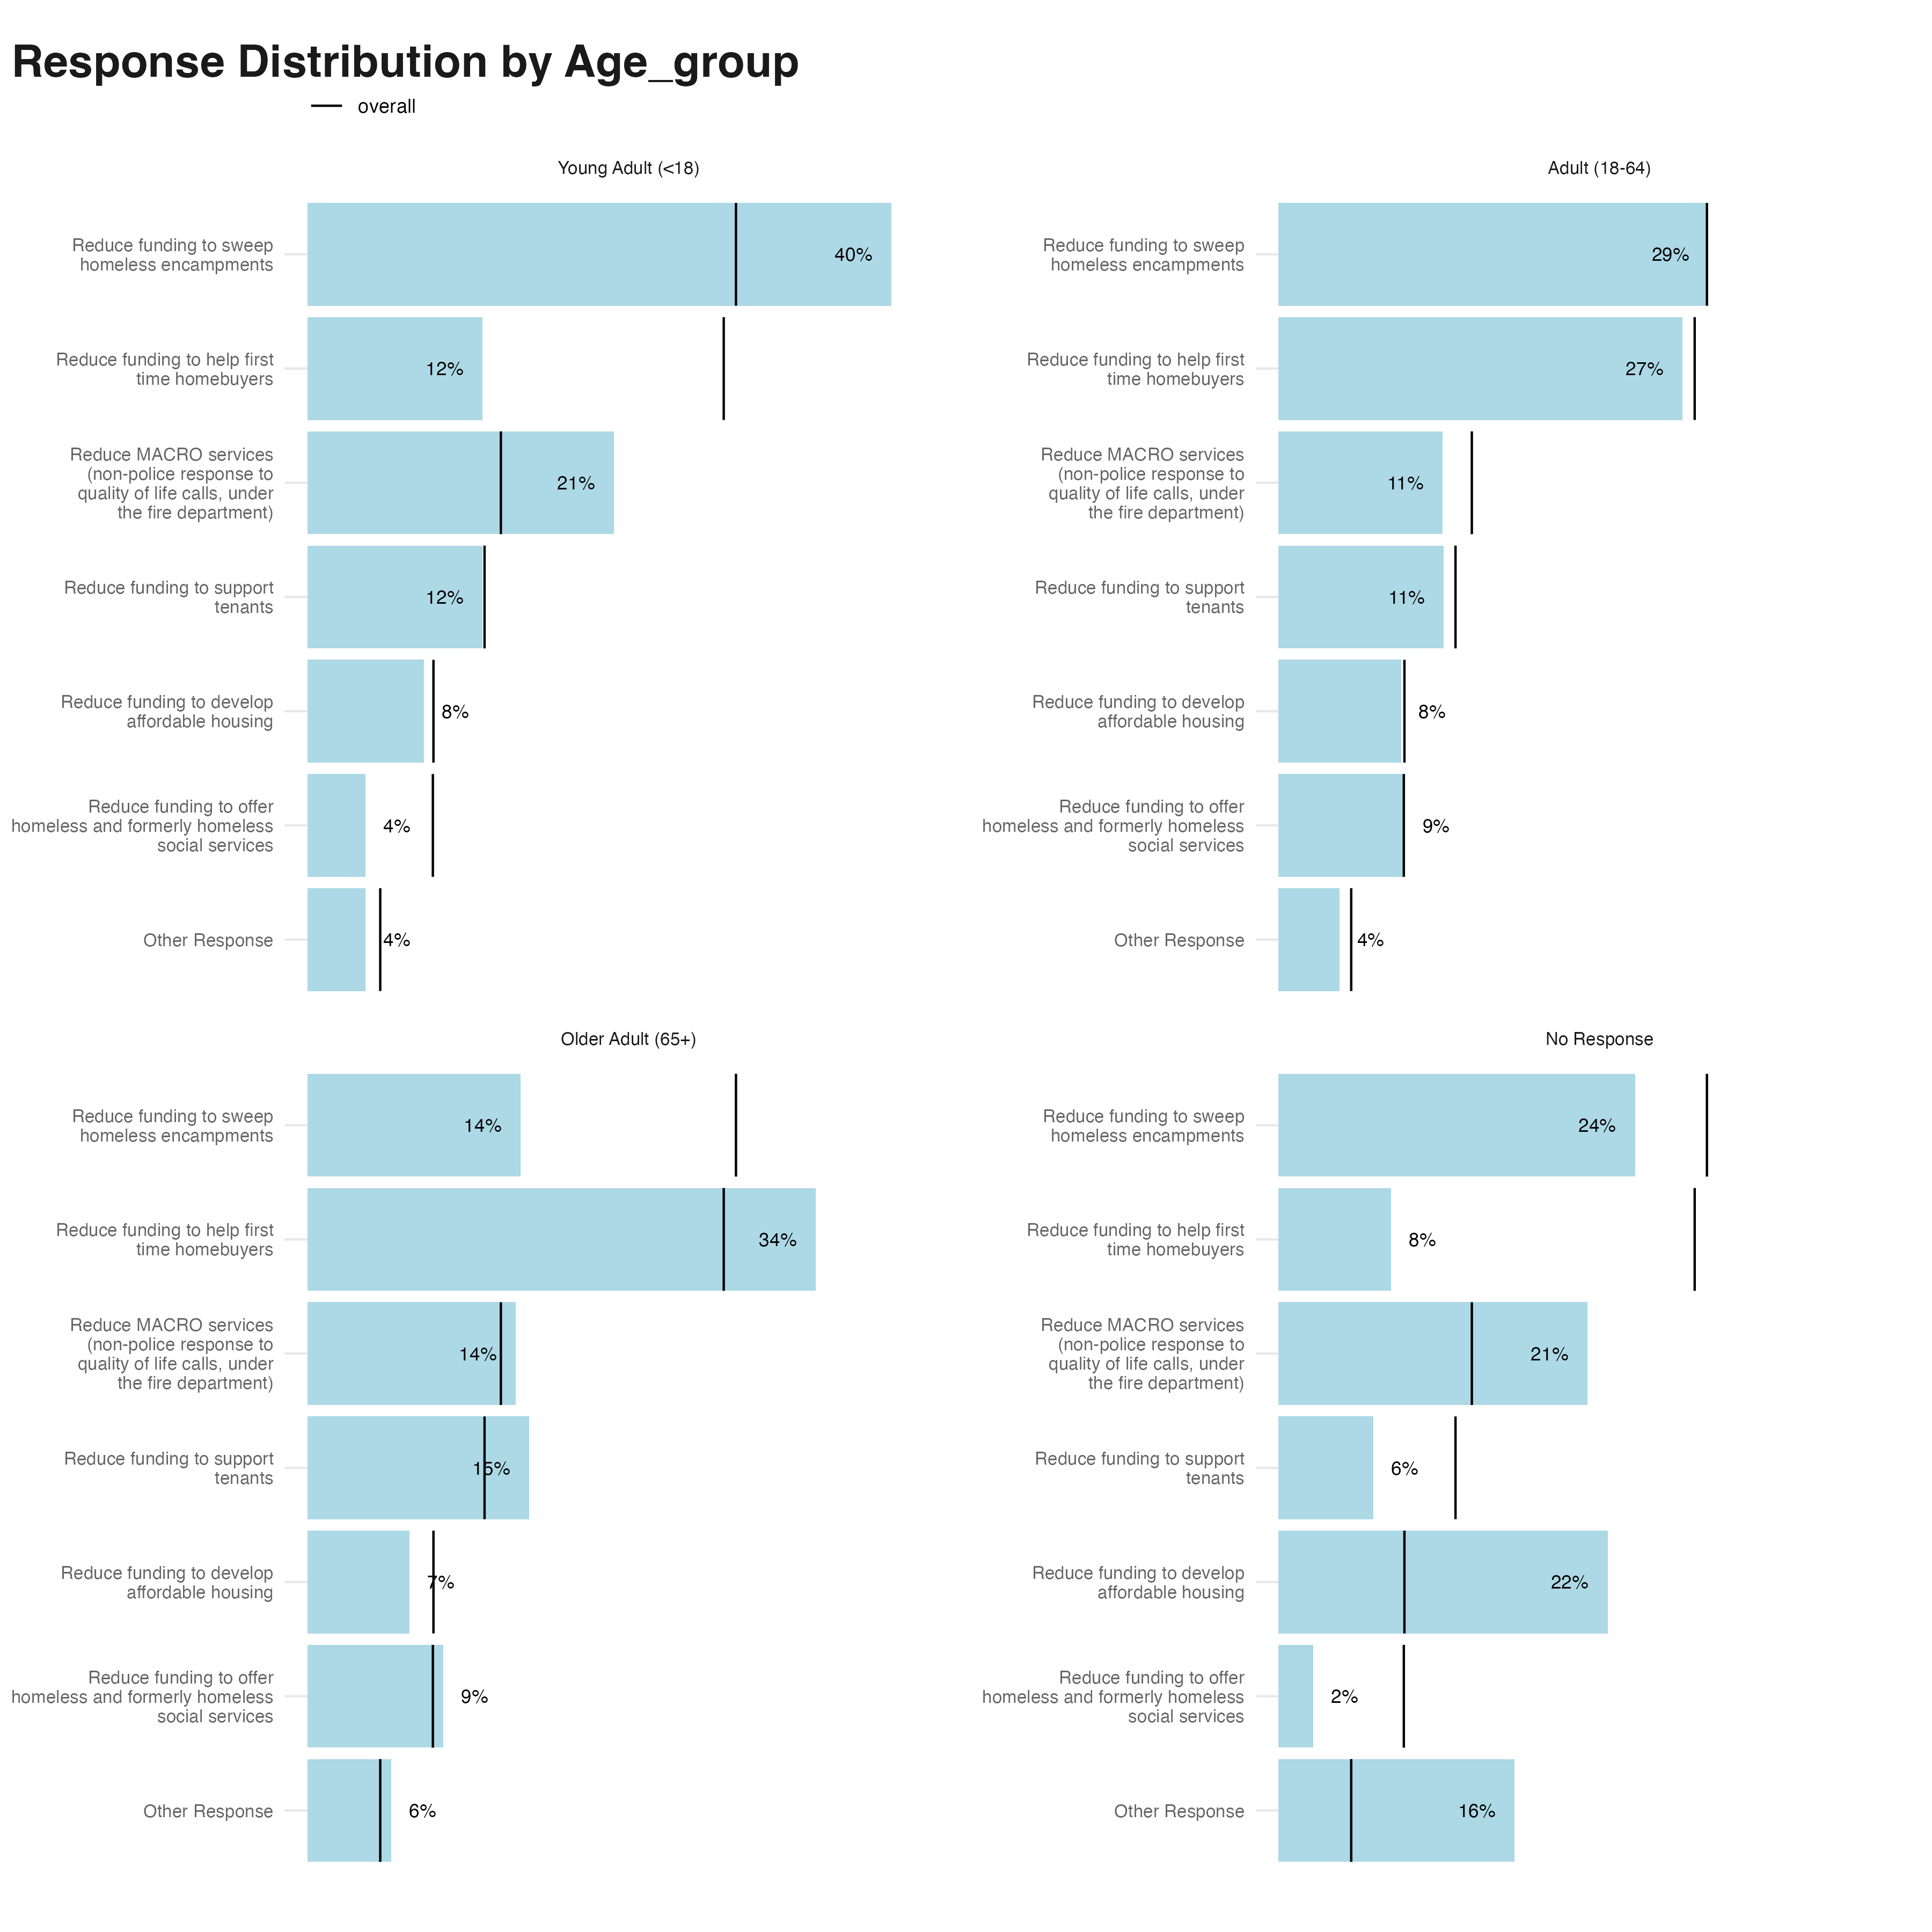 Response Distribution by Age_group
overall
Young Adult (<18)
Reduce funding to sweep
homeless encampments
40%
Reduce funding to help first
time homebuyers
12%
Reduce MACRO services
(non-police response to
quality of life calls, under
the fire department)
21%
Reduce funding to support
tenants
12%
Reduce funding to develop
affordable housing
8%
Reduce funding to offer
homeless and formerly homeless
social services
4%
Other Response
4%
Adult (18-64)
Reduce funding to sweep
homeless encampments
29%
Reduce funding to help first
time homebuyers
27%
Reduce MACRO services
(non-police response to
quality of life calls, under
the fire department)
11%
Reduce funding to support
tenants
11%
Reduce funding to develop
affordable housing
8%
Reduce funding to offer
homeless and formerly homeless
social services
9%
Other Response
4%
Older Adult (65+)
Reduce funding to sweep
homeless encampments
14%
Reduce funding to help first
time homebuyers
34%
Reduce MACRO services
(non-police response to
quality of life calls, under
the fire department)
14%
Reduce funding to support
tenants
15%
Reduce funding to develop
affordable housing
7%
Reduce funding to offer
homeless and formerly homeless
social services
9%
Other Response
6%
No Response
Reduce funding to sweep
homeless encampments
24%
Reduce funding to help first
time homebuyers
8%
Reduce MACRO services
(non-police response to
quality of life calls, under
the fire department)
21%
Reduce funding to support
tenants
6%
Reduce funding to develop
affordable housing
22%
Reduce funding to offer
homeless and formerly homeless
social services
2%
Other Response
16%